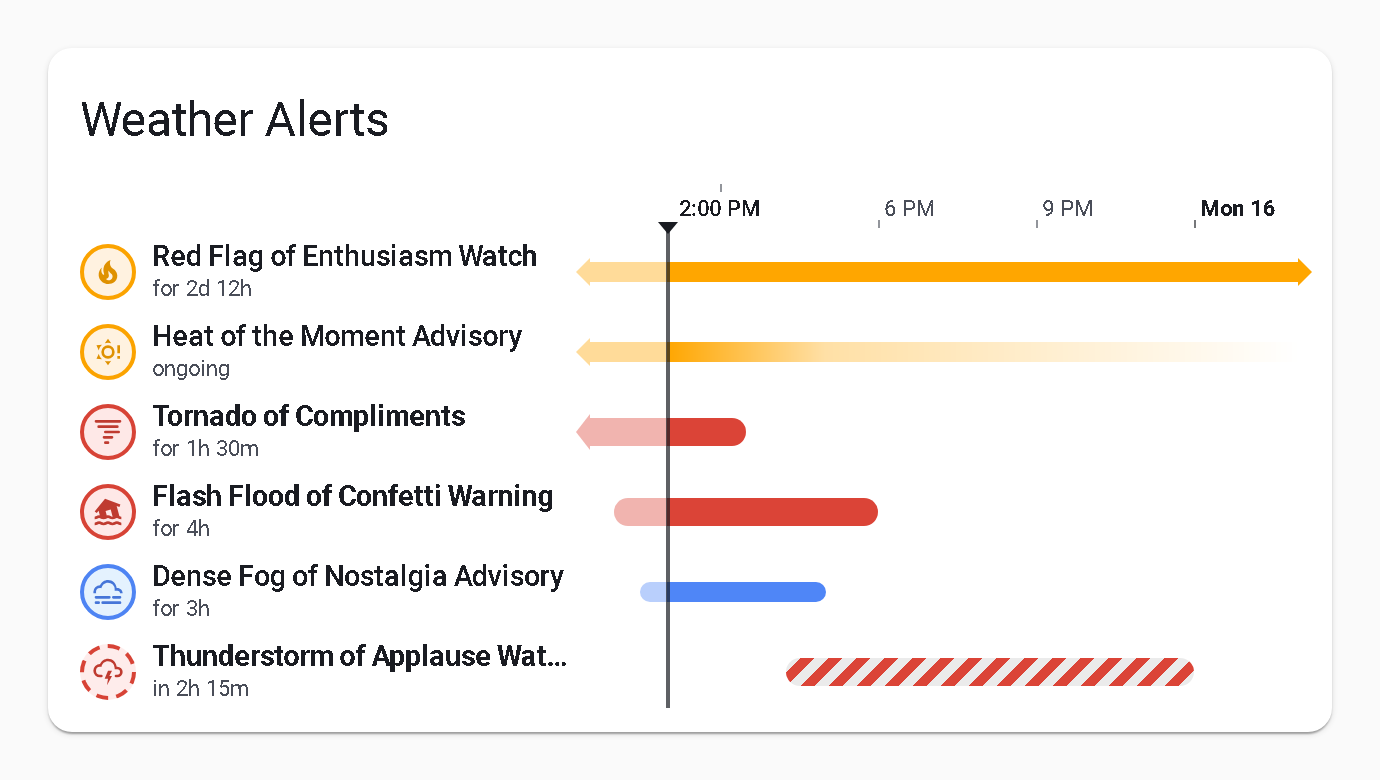 Weather Alerts
2:00 PM 6 PM 9 PM Mon 16
Red Flag of Enthusiasm Watch
for 2d 12h
Heat of the Moment Advisory
ongoing
Tornado of Compliments
for 1h 30m
Flash Flood of Confetti Warning
for 4h
Dense Fog of Nostalgia Advisory
for 3h
Thunderstorm of Applause Wat...
in 2h 15m